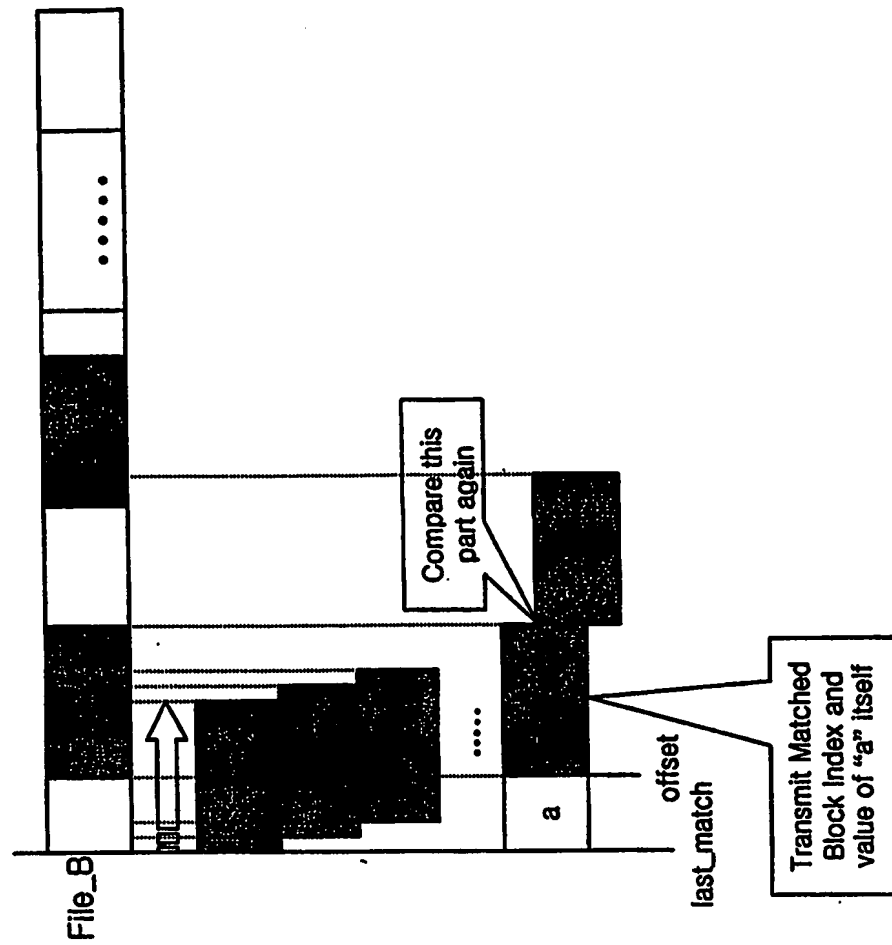 File_B
.....
Compare this
part again
.....
a
offset
last_match
Transmit Matched
Block Index and
value of "a" itself